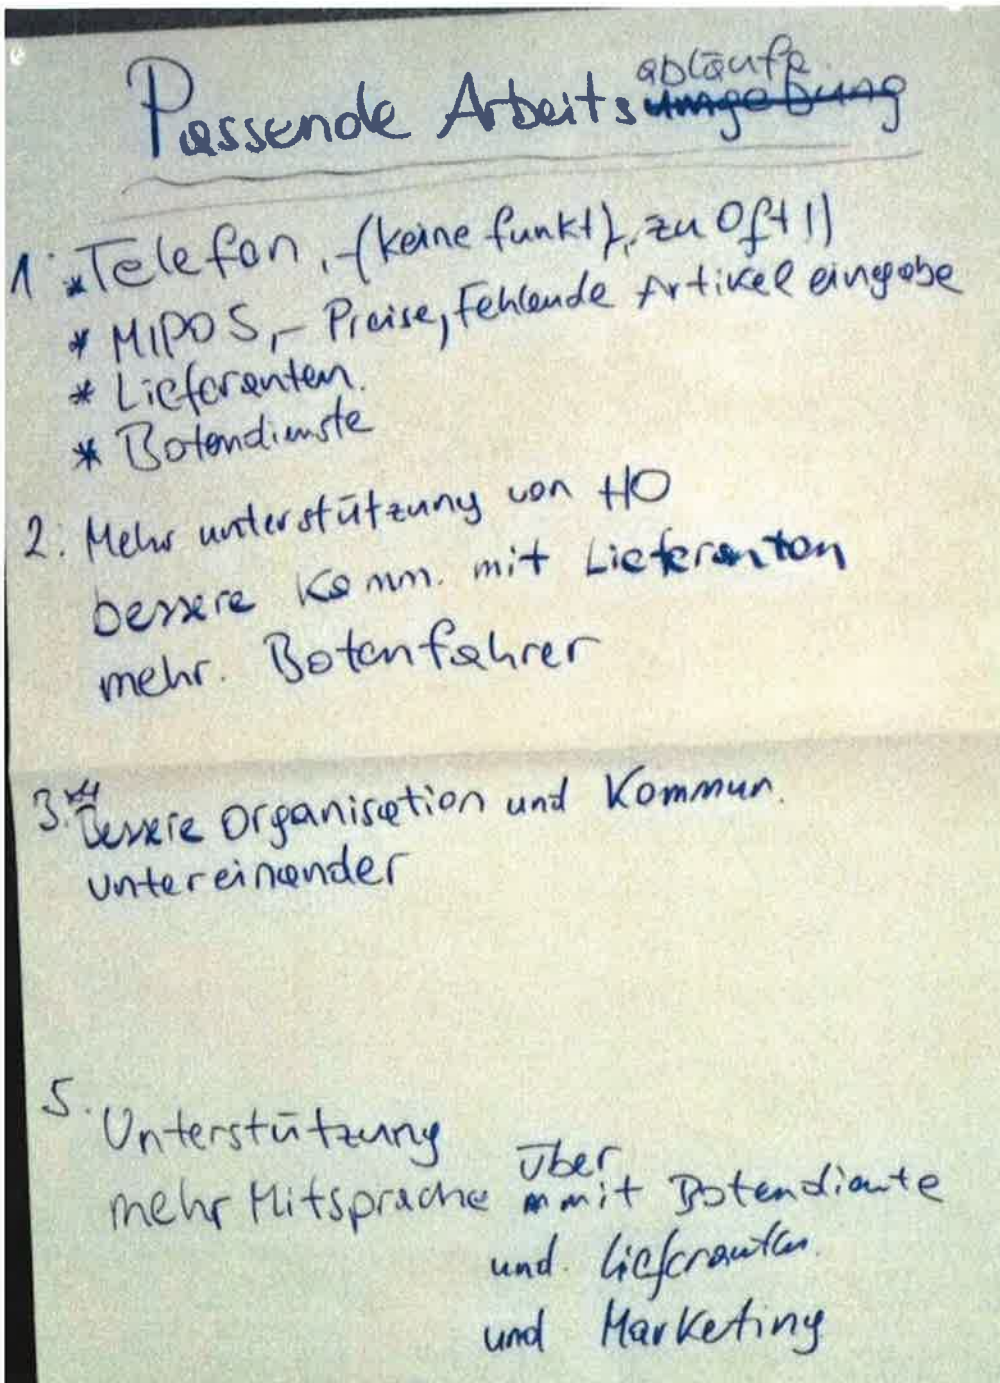 Passende Arbeitsabläufe
1. * Telefon, -(keine funkt), zu oft!)
* MIPOS, - Preise, Fehlende Artikel eingabe
* Lieferanten.
* Botendienste
2. Mehr unterstützung von HO
bessere Komm. mit Lieferanten
mehr. Botenfahrer
3. Bessere Organisation und Kommun.
untereinander
5. Unterstützung
mehr Mitsprache über mit Botendienste
und. Lieferanten.
und Marketing